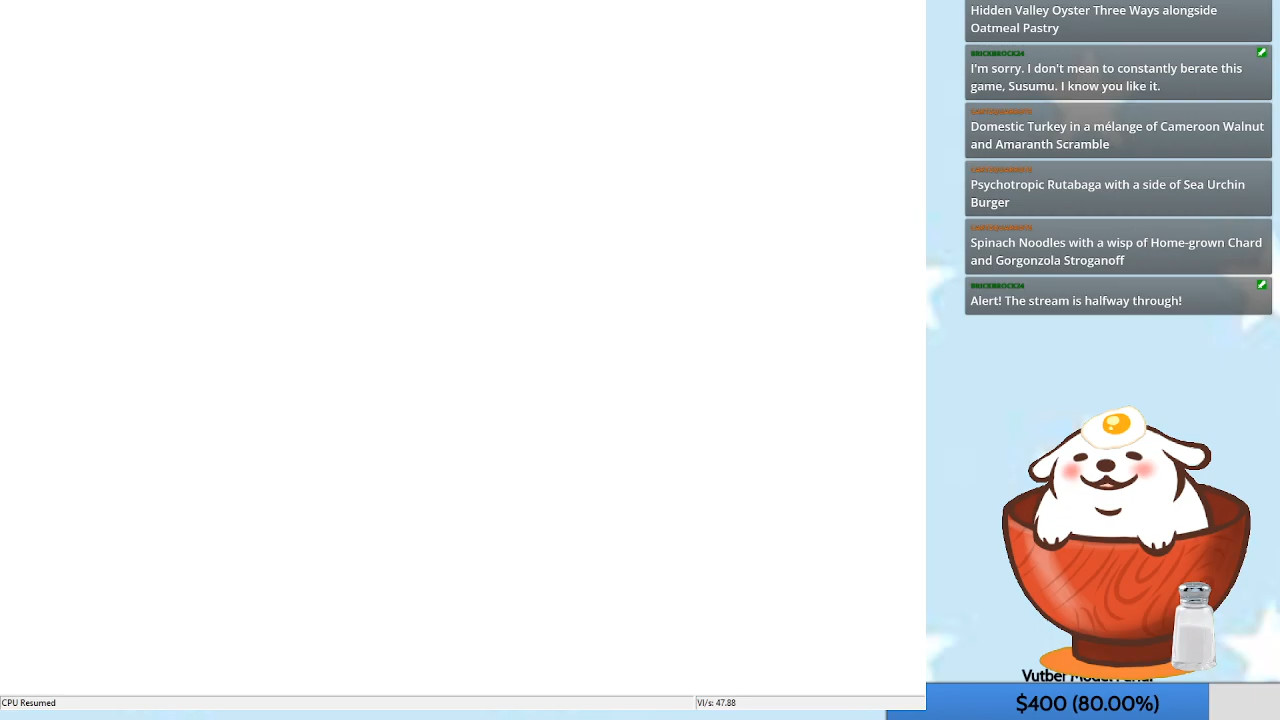 Hidden Valley Oyster Three Ways alongside
Oatmeal Pastry
BRICKBROCK24
I'm sorry. I don't mean to constantly berate this
game, Susumu. I know you like it.
Domestic Turkey in a mélange of Cameroon Walnut
and Amaranth Scramble
Psychotropic Rutabaga with a side of Sea Urchin
Burger
Spinach Noodles with a wisp of Home-grown Chard
and Gorgonzola Stroganoff
BRICKBROCK24
Alert! The stream is halfway through!
$400 (80.00%)
CPU Resumed
VI/s: 47.88